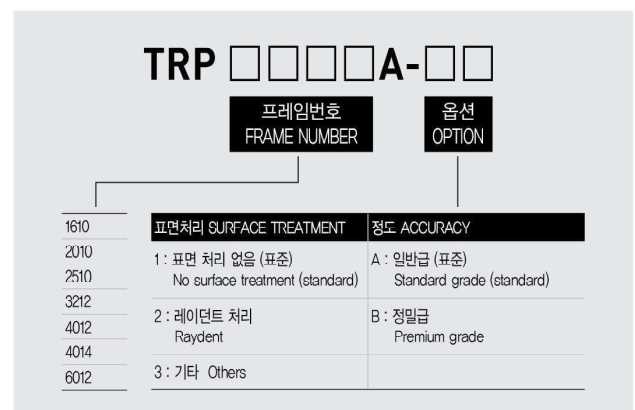 TRP □□□□A-□□
프레임번호
FRAME NUMBER
옵션
OPTION
1610
2010
2510
3212
4012
4014
6012
표면처리 SURFACE TREATMENT
정도 ACCURACY
1 : 표면 처리 없음 (표준)
No surface treatment (standard)
A : 일반급 (표준)
Standard grade (standard)
2 : 레이던트 처리
Raydent
B : 정밀급
Premium grade
3 : 기타 Others